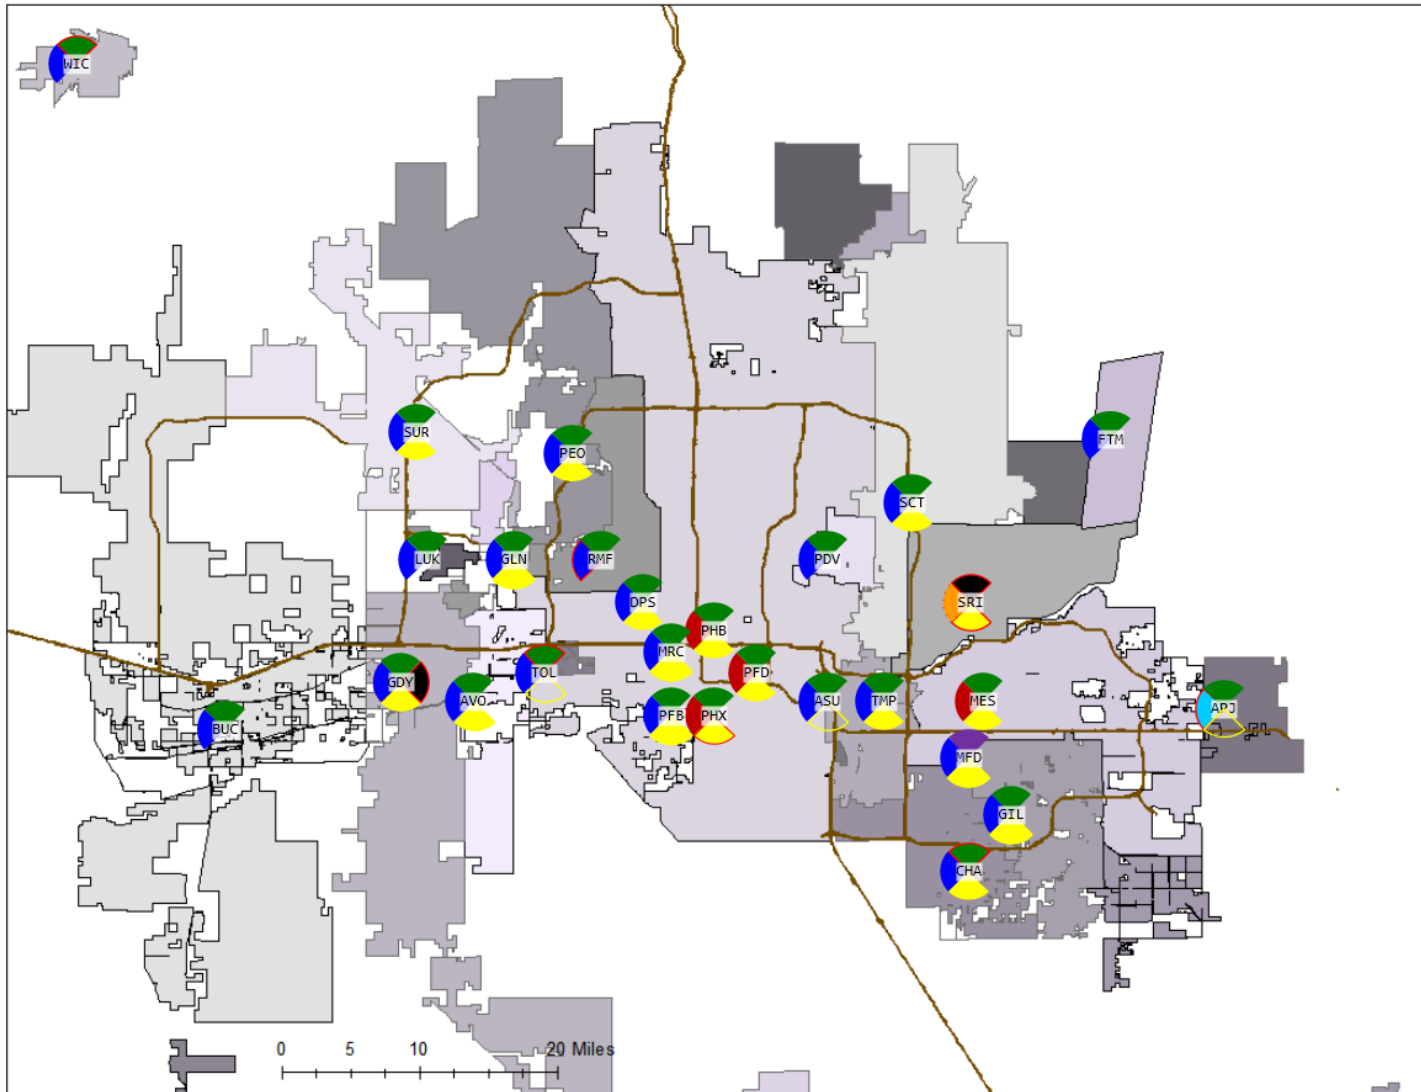 WIC
SUR
FTM
PEO
SCT
LUK
GLN
RMF
PDV
DPS
SRI
PHB
MRC
TOL
PFD
GDY
AVO
ASU
TMP
MES
APJ
BUC
PFB
PHX
MFD
GIL
CHA
0 5 10 20 Miles